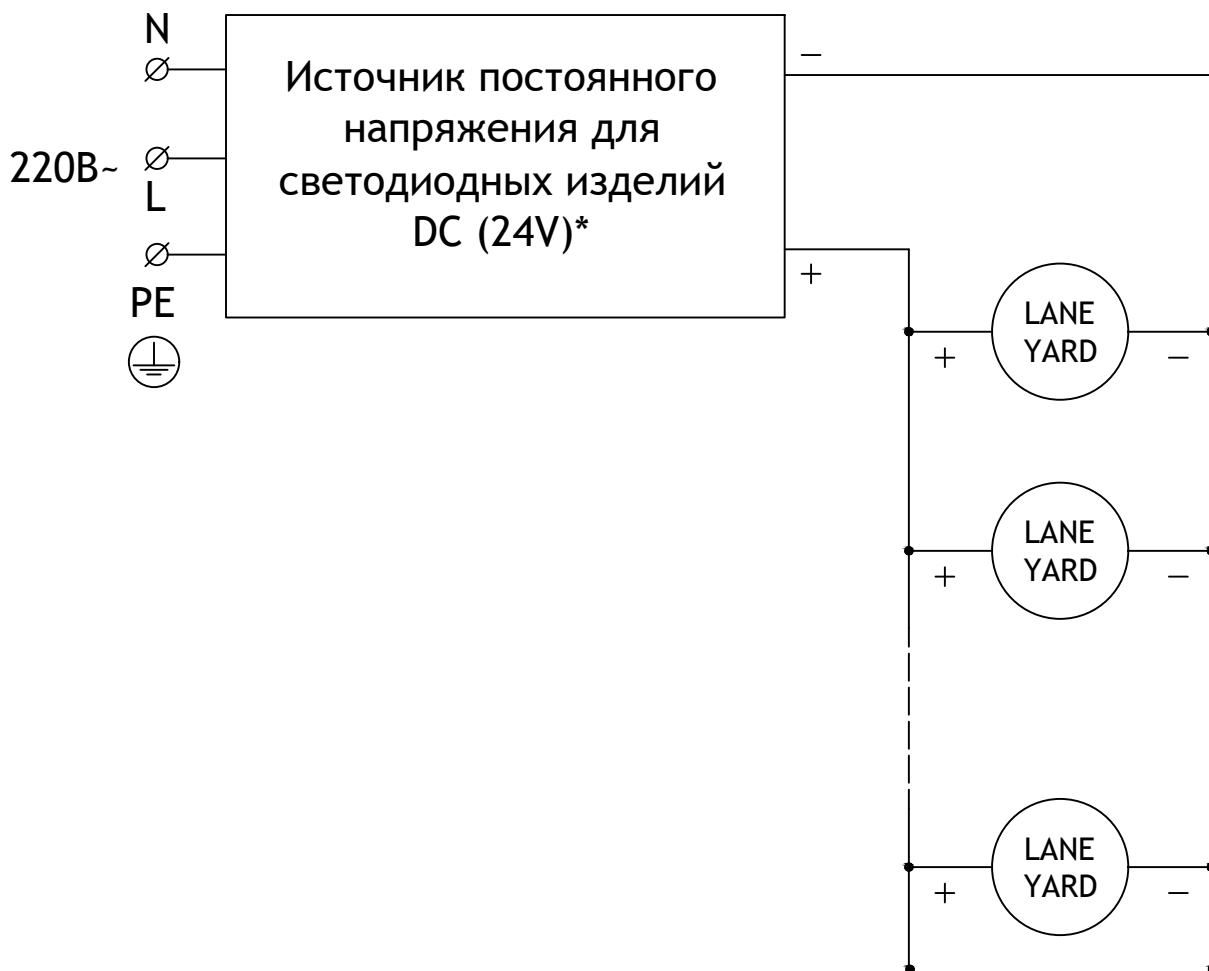 N
220В~
L
PE
Источник постоянного
напряжения для
светодиодных изделий
DC (24V)*
−
+
LANE
YARD
+
−
LANE
YARD
+
−
LANE
YARD
+
−